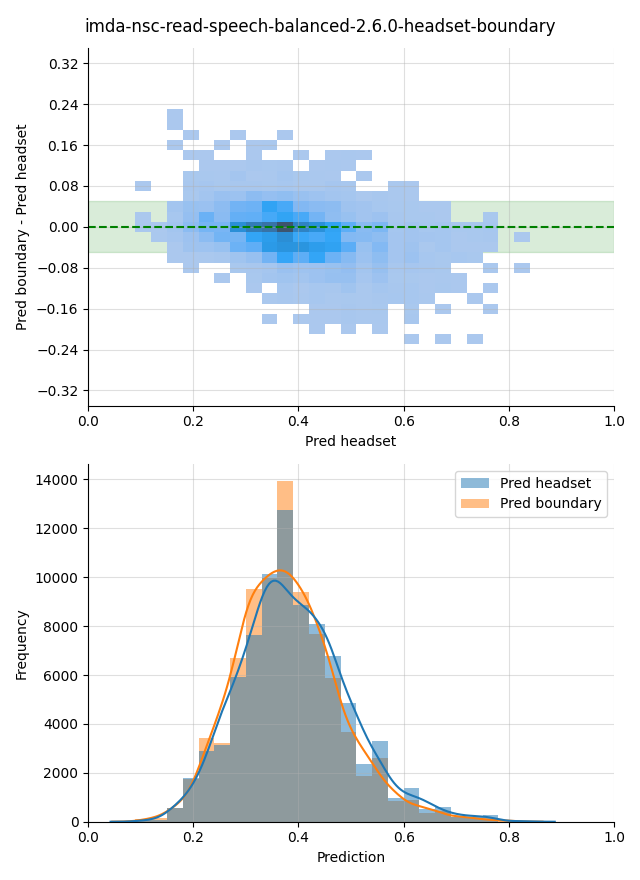 imda-nsc-read-speech-balanced-2.6.0-headset-boundary
0.32
0.24
0.16
0.08
0.00
−0.08
−0.16
−0.24
−0.32
Pred boundary - Pred headset
0.0 0.2 0.4 0.6 0.8 1.0
Pred headset
14000
12000
10000
8000
6000
4000
2000
0
Frequency
Pred headset
Pred boundary
0.0 0.2 0.4 0.6 0.8 1.0
Prediction